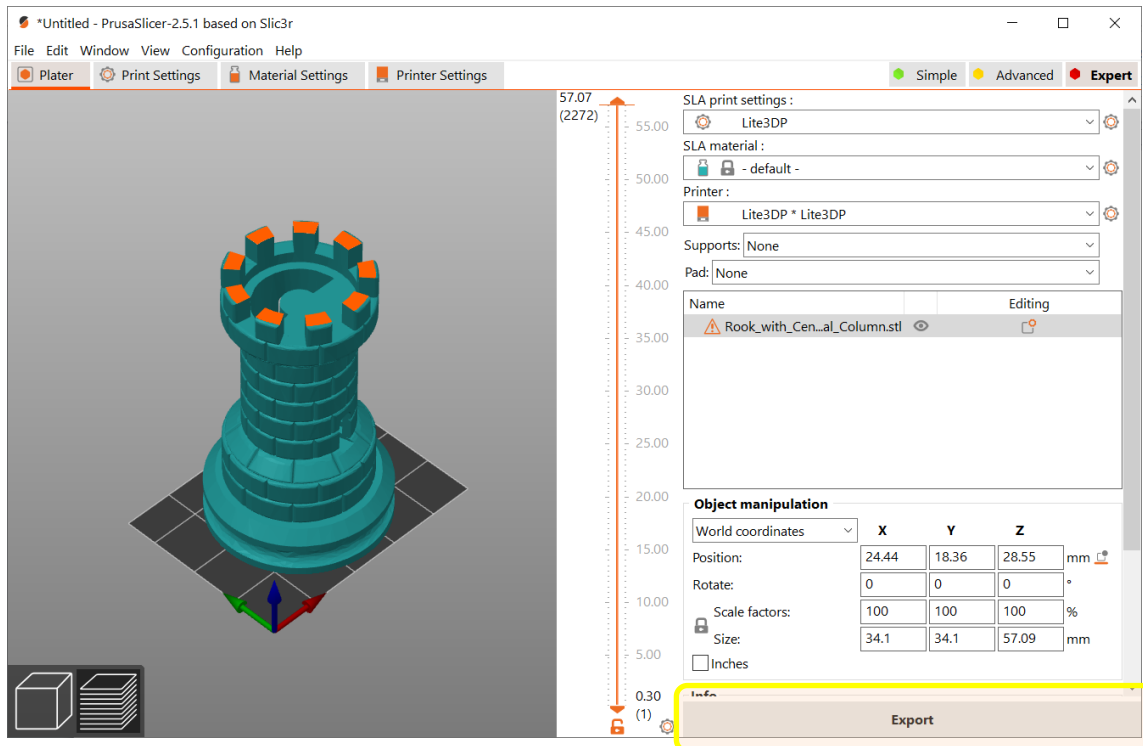 *Untitled - PrusaSlicer-2.5.1 based on Slic3r
File Edit Window View Configuration Help
Plater Print Settings Material Settings Printer Settings Simple Advanced Expert
57.07
(2272)
55.00
50.00
45.00
40.00
35.00
30.00
25.00
20.00
15.00
10.00
5.00
0.30
(1)
SLA print settings :
Lite3DP
SLA material :
- default -
Printer :
Lite3DP * Lite3DP
Supports: None
Pad: None
Name Editing
Rook_with_Cen...al_Column.stl
Object manipulation
World coordinates X Y Z
Position: 24.44 18.36 28.55 mm
Rotate: 0 0 0 °
Scale factors: 100 100 100 %
Size: 34.1 34.1 57.09 mm
Inches
Info
Export